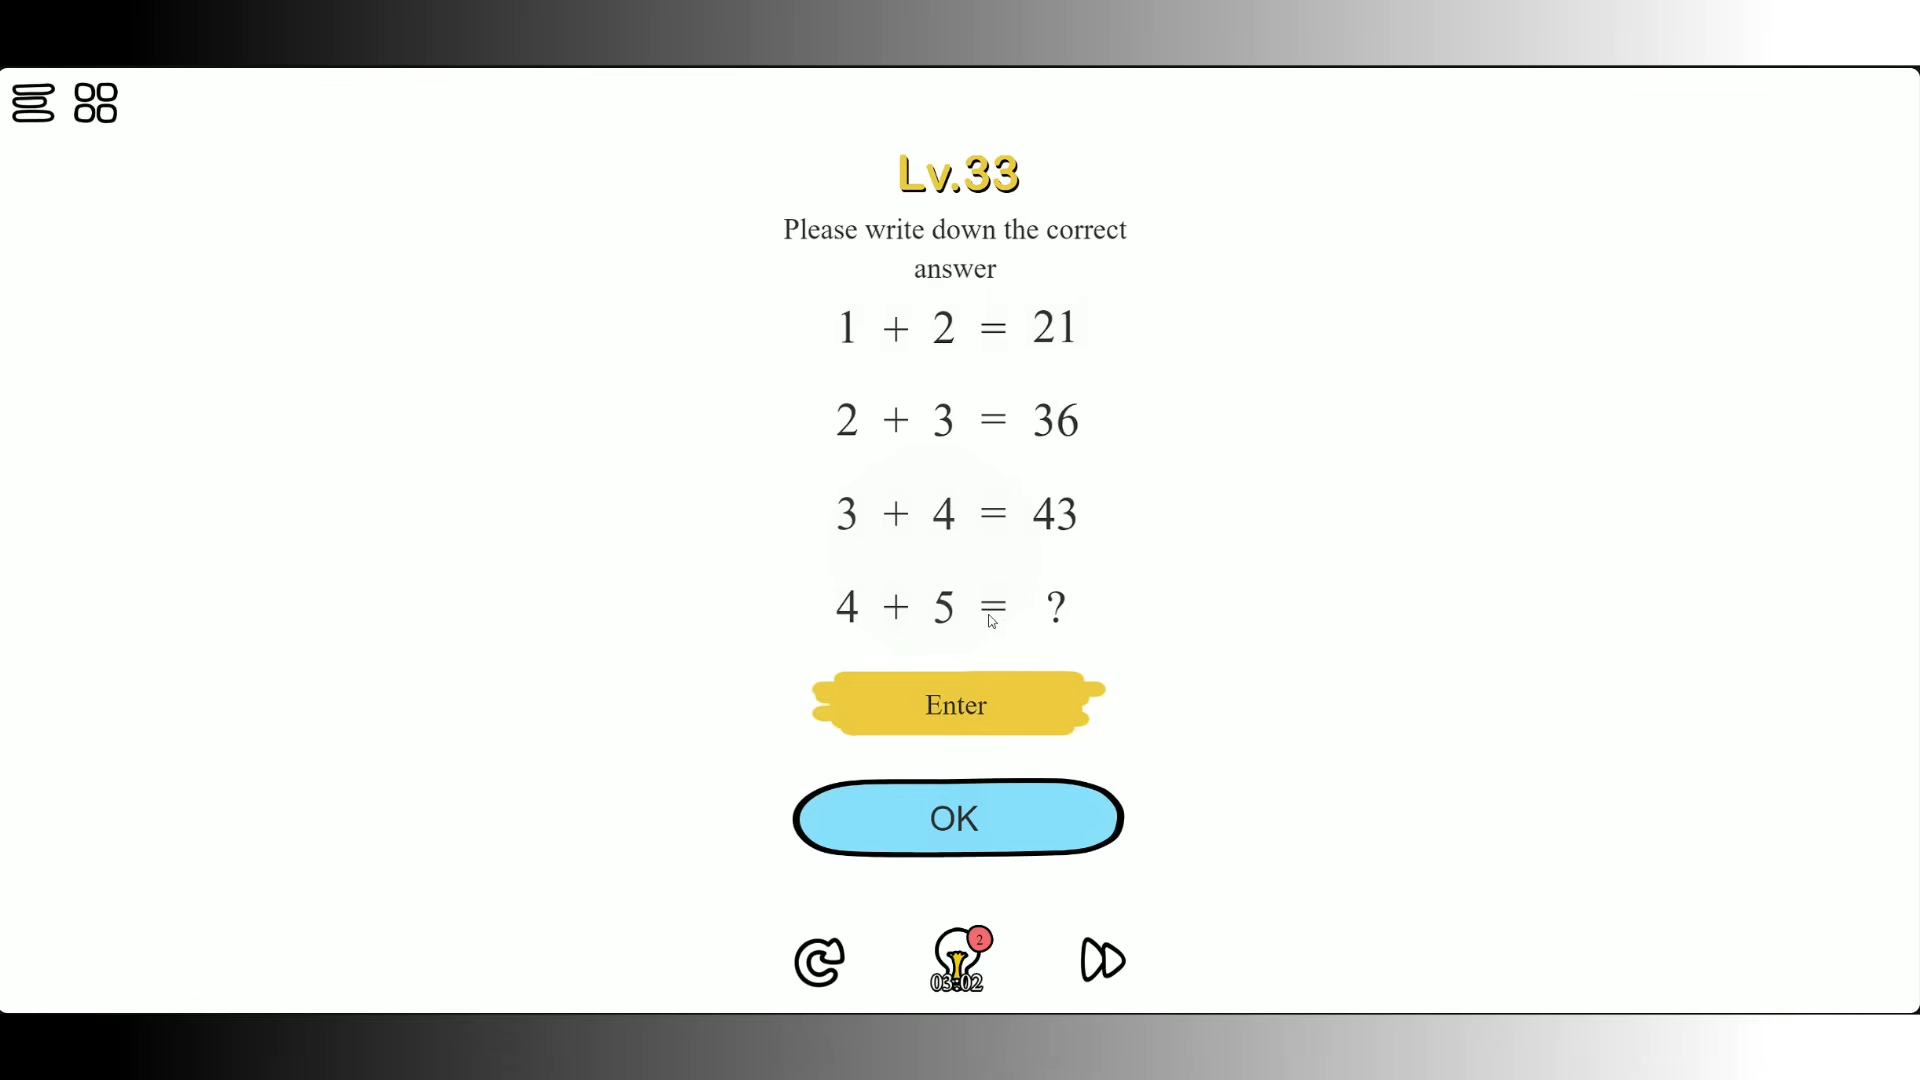 Lv.33
Please write down the correct
answer
1 + 2 = 21
2 + 3 = 36
3 + 4 = 43
4 + 5 = ?
Enter
OK
2
03:02